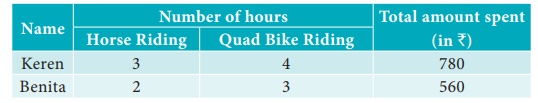 Name Number of hours Total amount spent (in ₹)
Horse Riding Quad Bike Riding
Keren 3 4 780
Benita 2 3 560